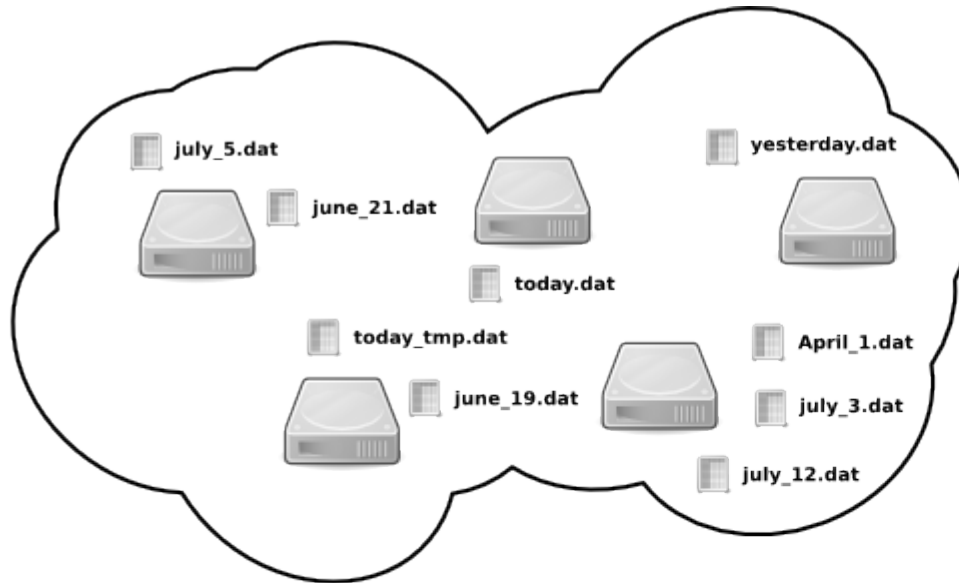 july_5.dat
yesterday.dat
june_21.dat
today.dat
today_tmp.dat
April_1.dat
june_19.dat
july_3.dat
july_12.dat